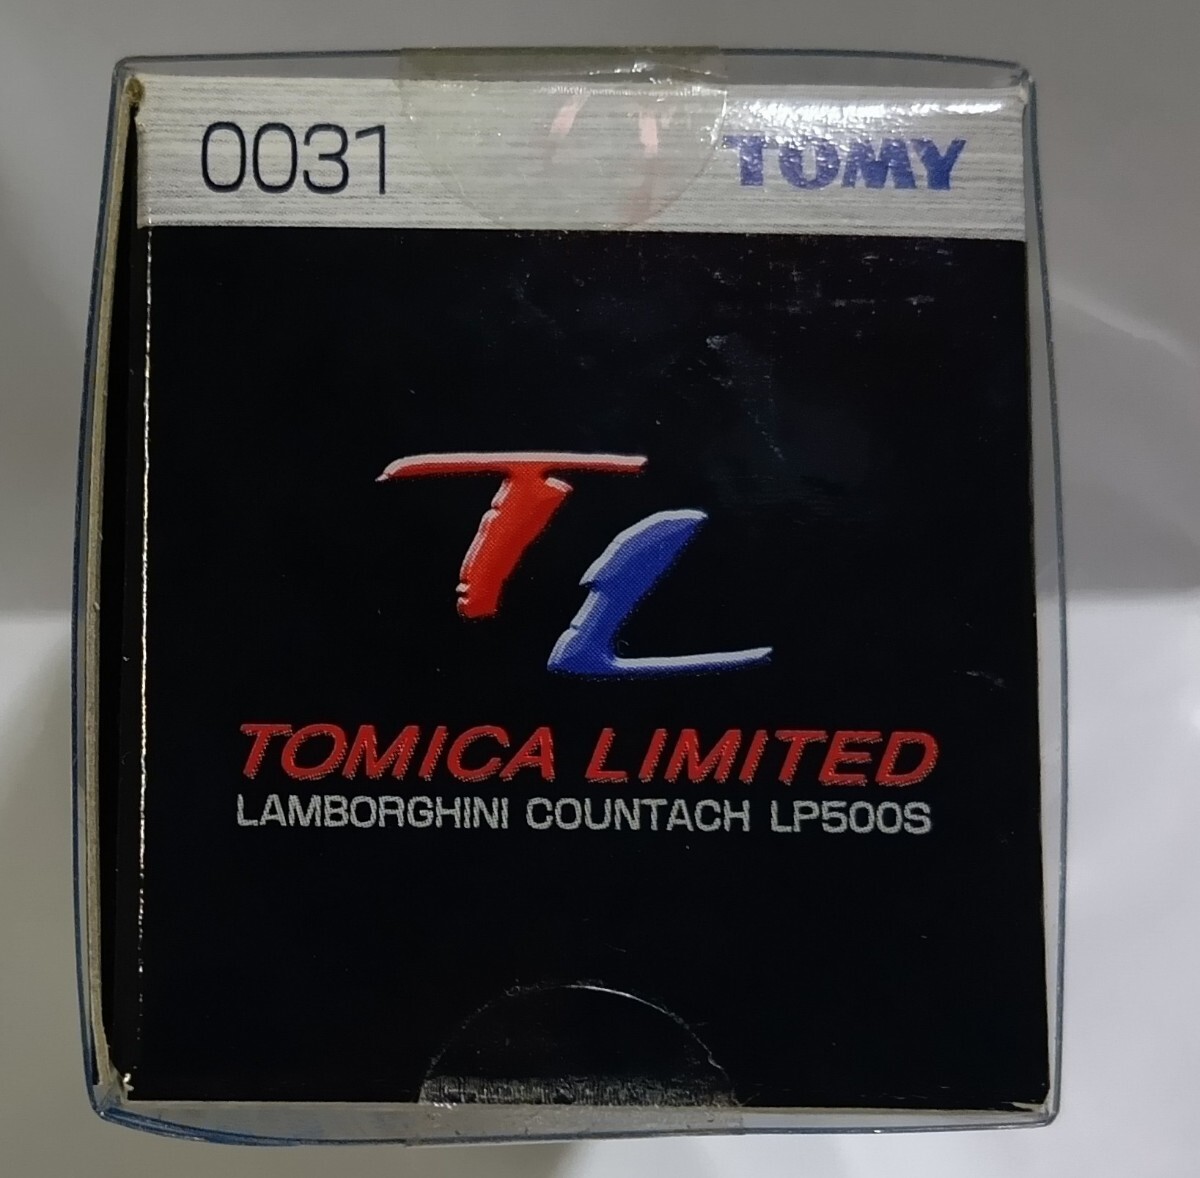 0031 TOMY
TL
TOMICA LIMITED
LAMBORGHINI COUNTACH LP500S